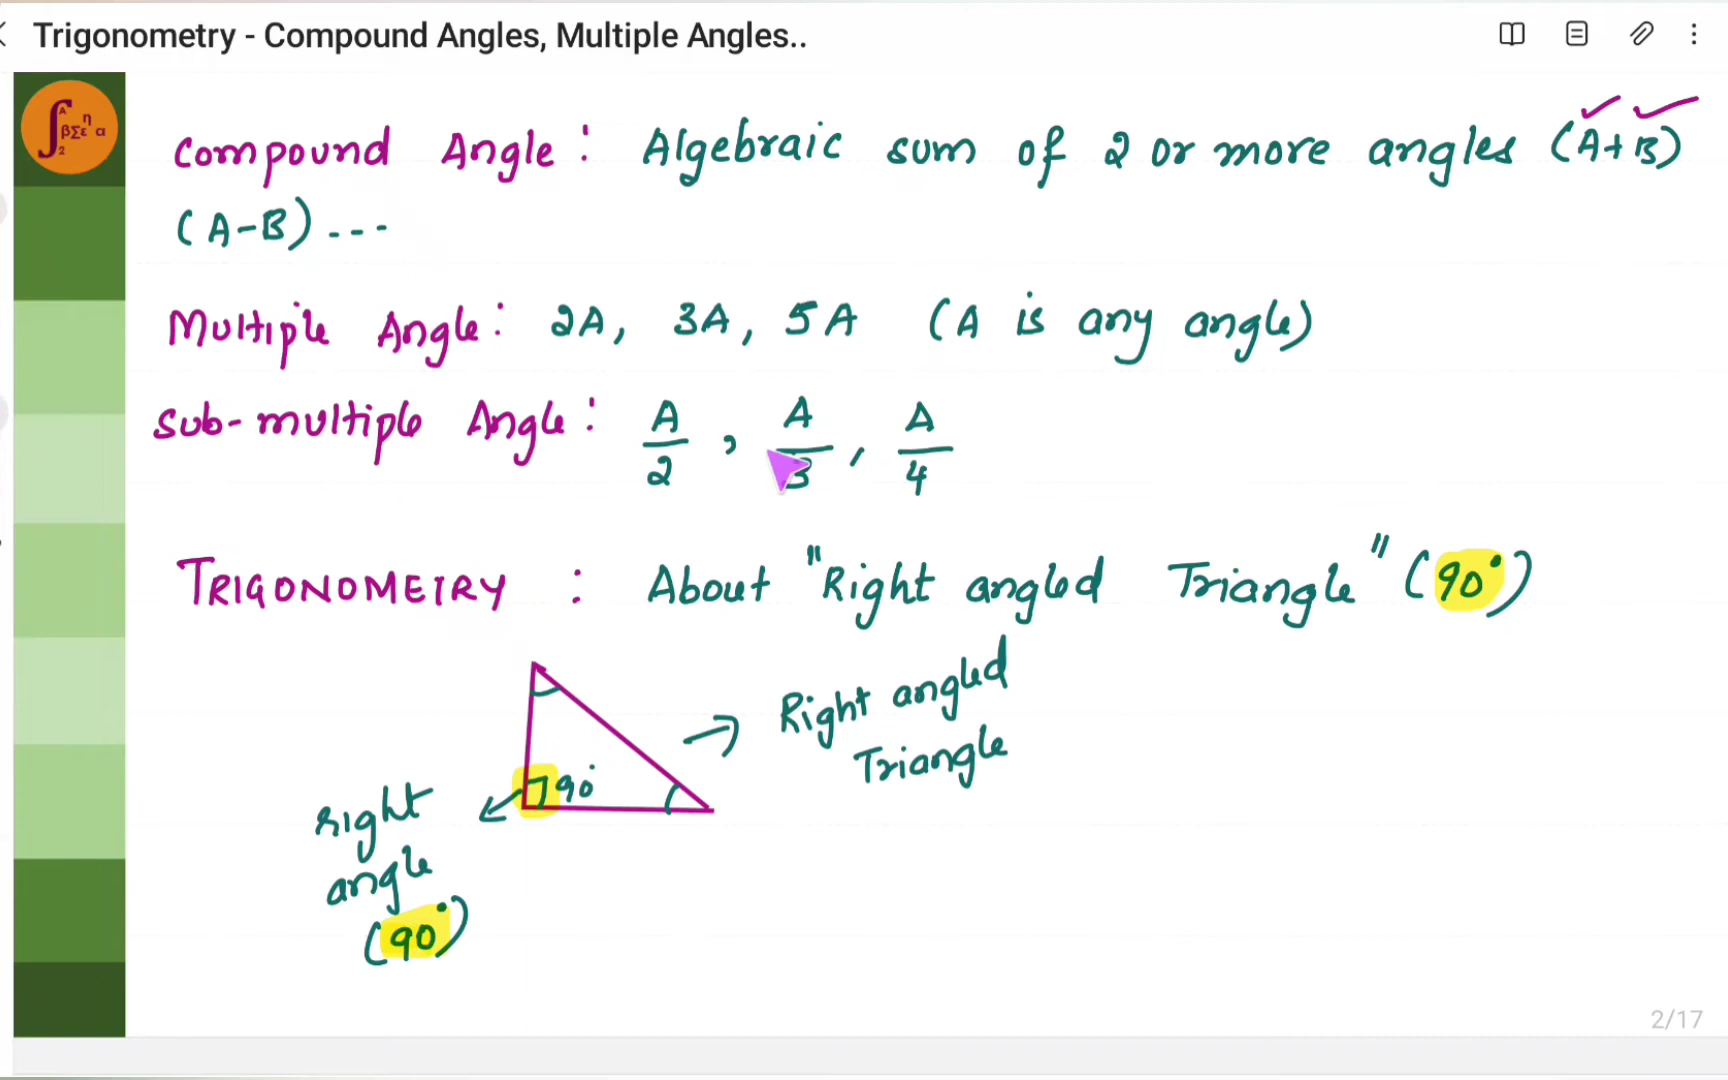 Trigonometry - Compound Angles, Multiple Angles..
Compound Angle : Algebraic sum of 2 or more angles (A+B)
(A-B) ---
Multiple Angle : 2A, 3A, 5A (A is any angle)
Sub-multiple Angle : A/2 , A/3 , A/4
TRIGONOMETRY : About "Right angled Triangle" (90°)
Right angled
Triangle
90°
right
angle
(90°)
2/17